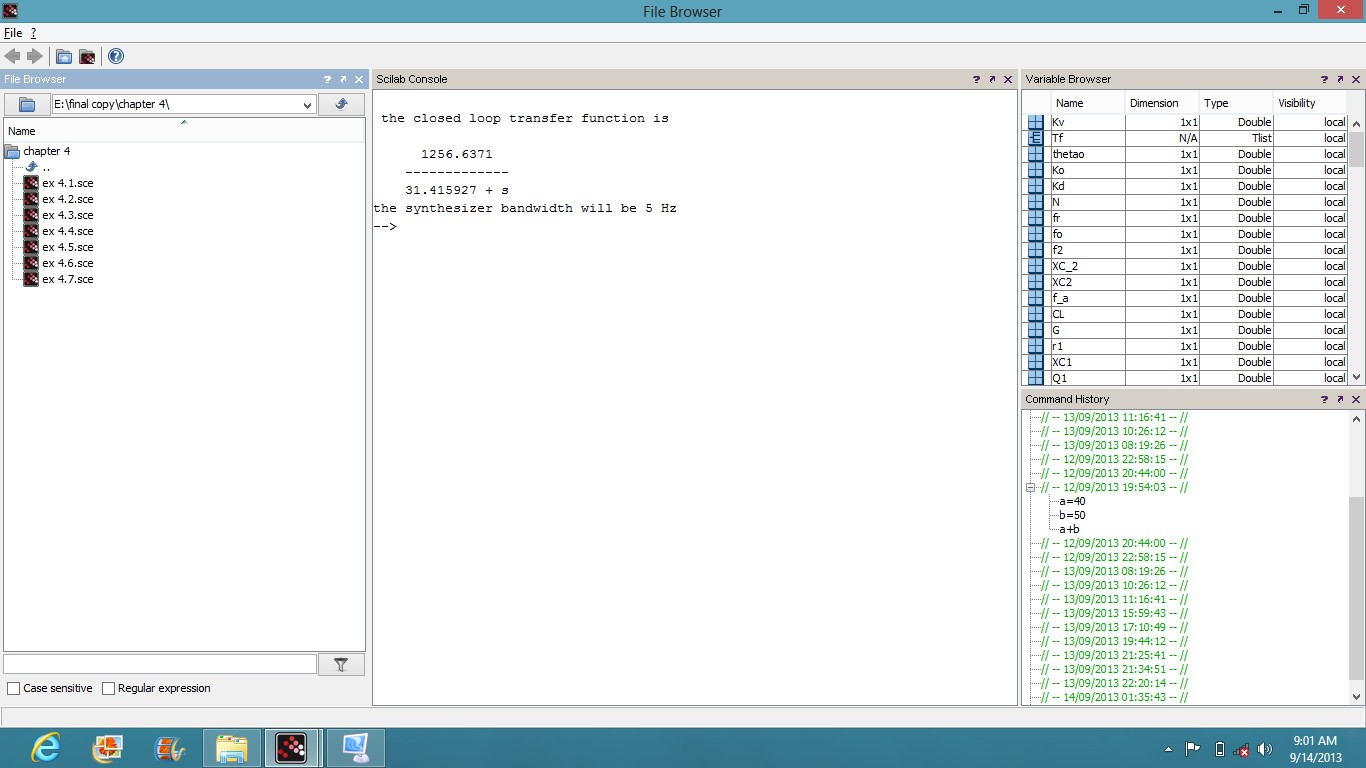 File Browser
File ?
File Browser
E:\final copy\chapter 4\
Name
chapter 4
..
ex 4.1.sce
ex 4.2.sce
ex 4.3.sce
ex 4.4.sce
ex 4.5.sce
ex 4.6.sce
ex 4.7.sce
Case sensitive Regular expression
Scilab Console
the closed loop transfer function is
1256.6371
-------------
31.415927 + s
the synthesizer bandwidth will be 5 Hz
-->
Variable Browser
Name Dimension Type Visibility
Kv 1x1 Double local
Tf N/A Tlist local
thetao 1x1 Double local
Ko 1x1 Double local
Kd 1x1 Double local
N 1x1 Double local
fr 1x1 Double local
fo 1x1 Double local
f2 1x1 Double local
XC_2 1x1 Double local
XC2 1x1 Double local
f_a 1x1 Double local
CL 1x1 Double local
G 1x1 Double local
r1 1x1 Double local
XC1 1x1 Double local
Q1 1x1 Double local
Command History
// -- 13/09/2013 11:16:41 -- //
// -- 13/09/2013 10:26:12 -- //
// -- 13/09/2013 08:19:26 -- //
// -- 12/09/2013 22:58:15 -- //
// -- 12/09/2013 20:44:00 -- //
// -- 12/09/2013 19:54:03 -- //
a=40
b=50
a+b
// -- 12/09/2013 20:44:00 -- //
// -- 12/09/2013 22:58:15 -- //
// -- 13/09/2013 08:19:26 -- //
// -- 13/09/2013 10:26:12 -- //
// -- 13/09/2013 11:16:41 -- //
// -- 13/09/2013 15:59:43 -- //
// -- 13/09/2013 17:10:49 -- //
// -- 13/09/2013 19:44:12 -- //
// -- 13/09/2013 21:25:41 -- //
// -- 13/09/2013 21:34:51 -- //
// -- 13/09/2013 22:20:14 -- //
// -- 14/09/2013 01:35:43 -- //
9:01 AM
9/14/2013